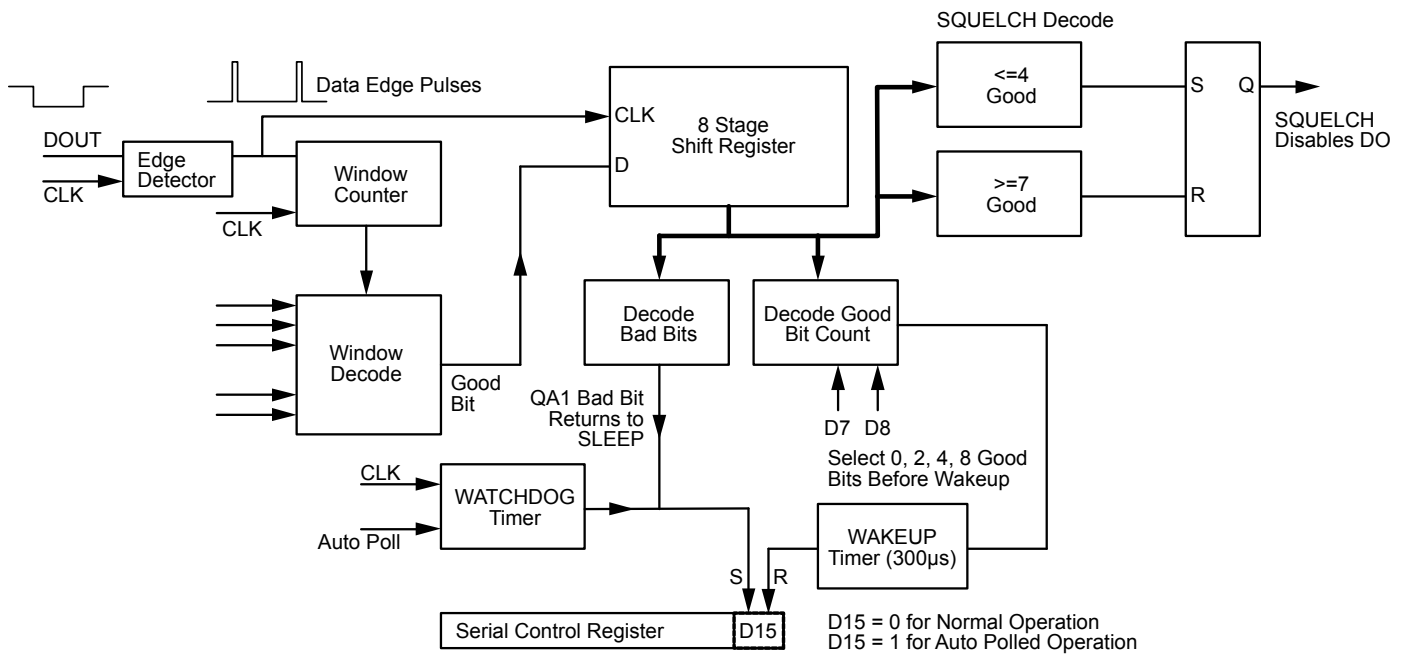 SQUELCH Decode
<=4
Good
S
Q
SQUELCH
Disables DO
Data Edge Pulses
CLK
8 Stage
Shift Register
D
DOUT
Edge
Detector
CLK
Window
Counter
CLK
>=7
Good
R
Window
Decode
Good
Bit
Decode
Bad Bits
Decode Good
Bit Count
QA1 Bad Bit
Returns to
SLEEP
D7
D8
Select 0, 2, 4, 8 Good
Bits Before Wakeup
CLK
Auto Poll
WATCHDOG
Timer
WAKEUP
Timer (300µs)
S
R
Serial Control Register
D15
D15 = 0 for Normal Operation
D15 = 1 for Auto Polled Operation